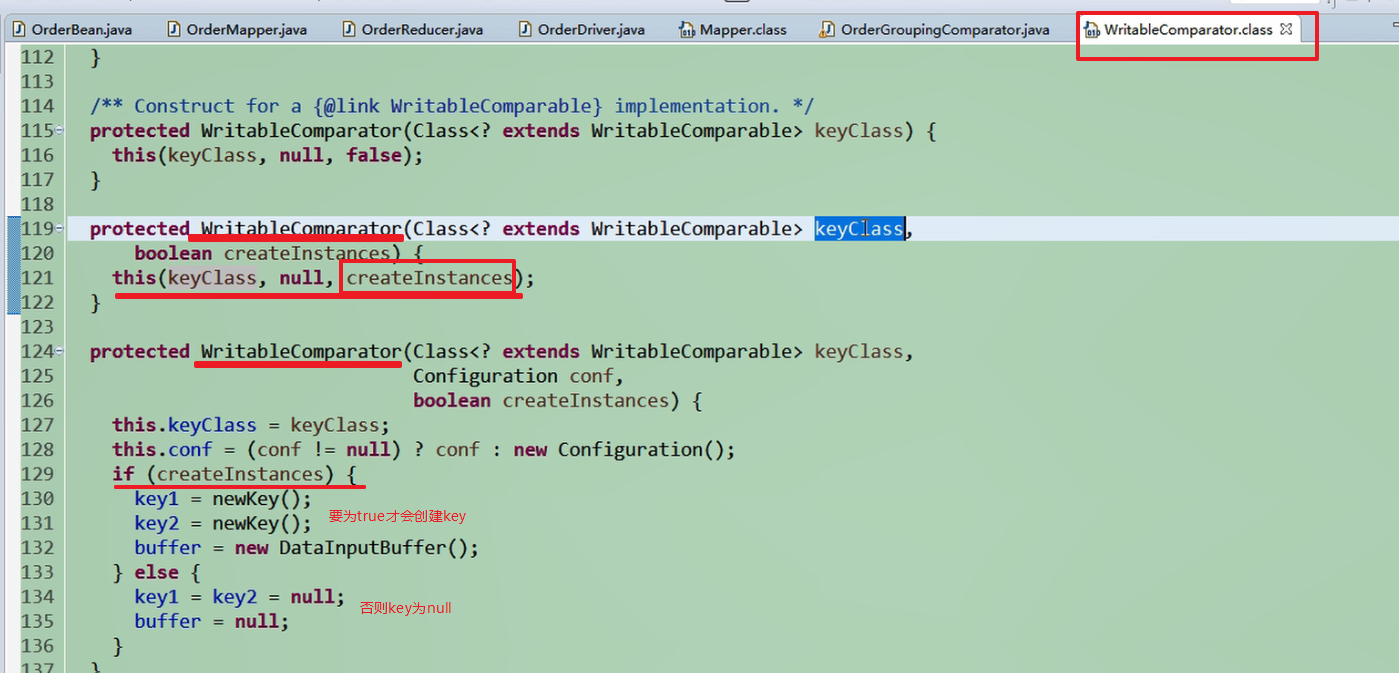 OrderBean.java OrderMapper.java OrderReducer.java OrderDriver.java Mapper.class OrderGroupingComparator.java WritableComparator.class
112 }
113
114 /** Construct for a {@link WritableComparable} implementation. */
115 protected WritableComparator(Class<? extends WritableComparable> keyClass) {
116 this(keyClass, null, false);
117 }
118
119 protected WritableComparator(Class<? extends WritableComparable> keyClass,
120 boolean createInstances) {
121 this(keyClass, null, createInstances);
122 }
123
124 protected WritableComparator(Class<? extends WritableComparable> keyClass,
125 Configuration conf,
126 boolean createInstances) {
127 this.keyClass = keyClass;
128 this.conf = (conf != null) ? conf : new Configuration();
129 if (createInstances) {
130 key1 = newKey();
131 key2 = newKey(); 要为true才会创建key
132 buffer = new DataInputBuffer();
133 } else {
134 key1 = key2 = null; 否则key为null
135 buffer = null;
136 }
137 }